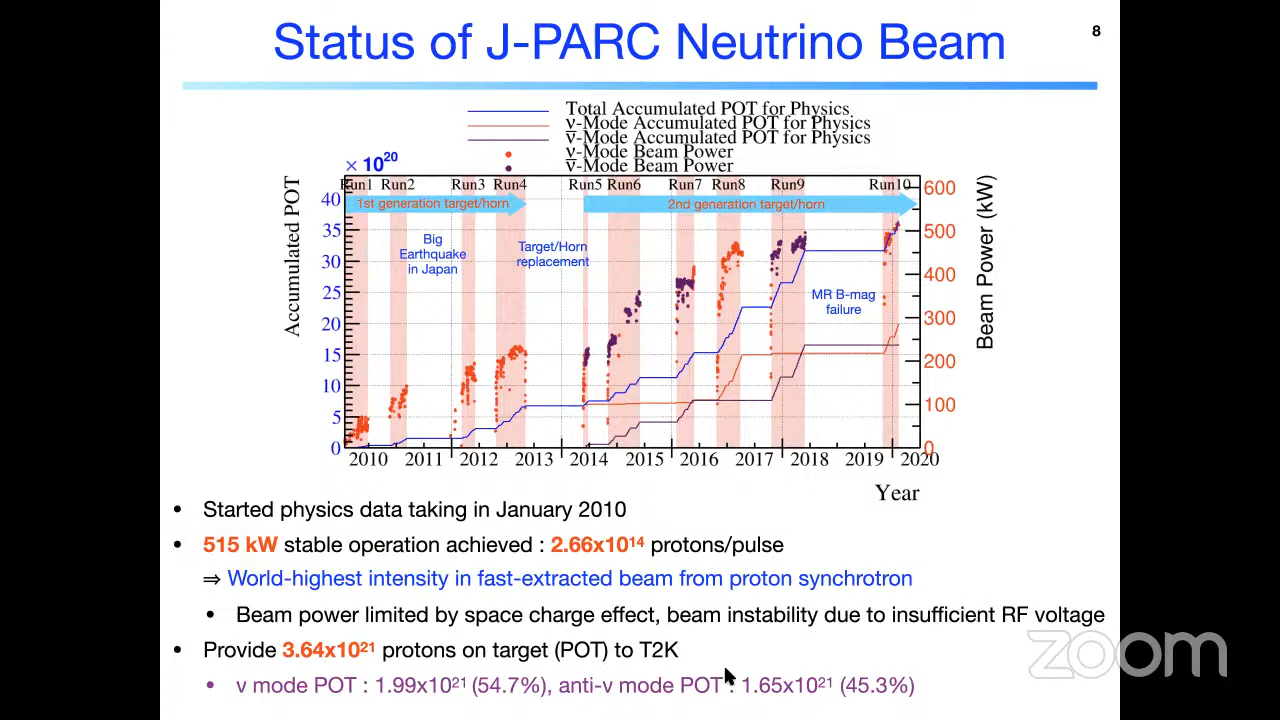 Status of J-PARC Neutrino Beam
8
Total Accumulated POT for Physics
ν-Mode Accumulated POT for Physics
ν̅-Mode Accumulated POT for Physics
ν-Mode Beam Power
ν̅-Mode Beam Power
× 10²⁰
Run1 Run2 Run3 Run4 Run5 Run6 Run7 Run8 Run9 Run10
1st generation target/horn
2nd generation target/horn
Big
Earthquake
in Japan
Target/Horn
replacement
MR B-mag
failure
Accumulated POT
40
35
30
25
20
15
10
5
0
600
500
400
300
200
100
0
Beam Power (kW)
2010 2011 2012 2013 2014 2015 2016 2017 2018 2019 2020
Year
• Started physics data taking in January 2010
• 515 kW stable operation achieved : 2.66x10¹⁴ protons/pulse
⇒ World-highest intensity in fast-extracted beam from proton synchrotron
• Beam power limited by space charge effect, beam instability due to insufficient RF voltage
• Provide 3.64x10²¹ protons on target (POT) to T2K
• ν mode POT : 1.99x10²¹ (54.7%), anti-ν mode POT : 1.65x10²¹ (45.3%)
zoom